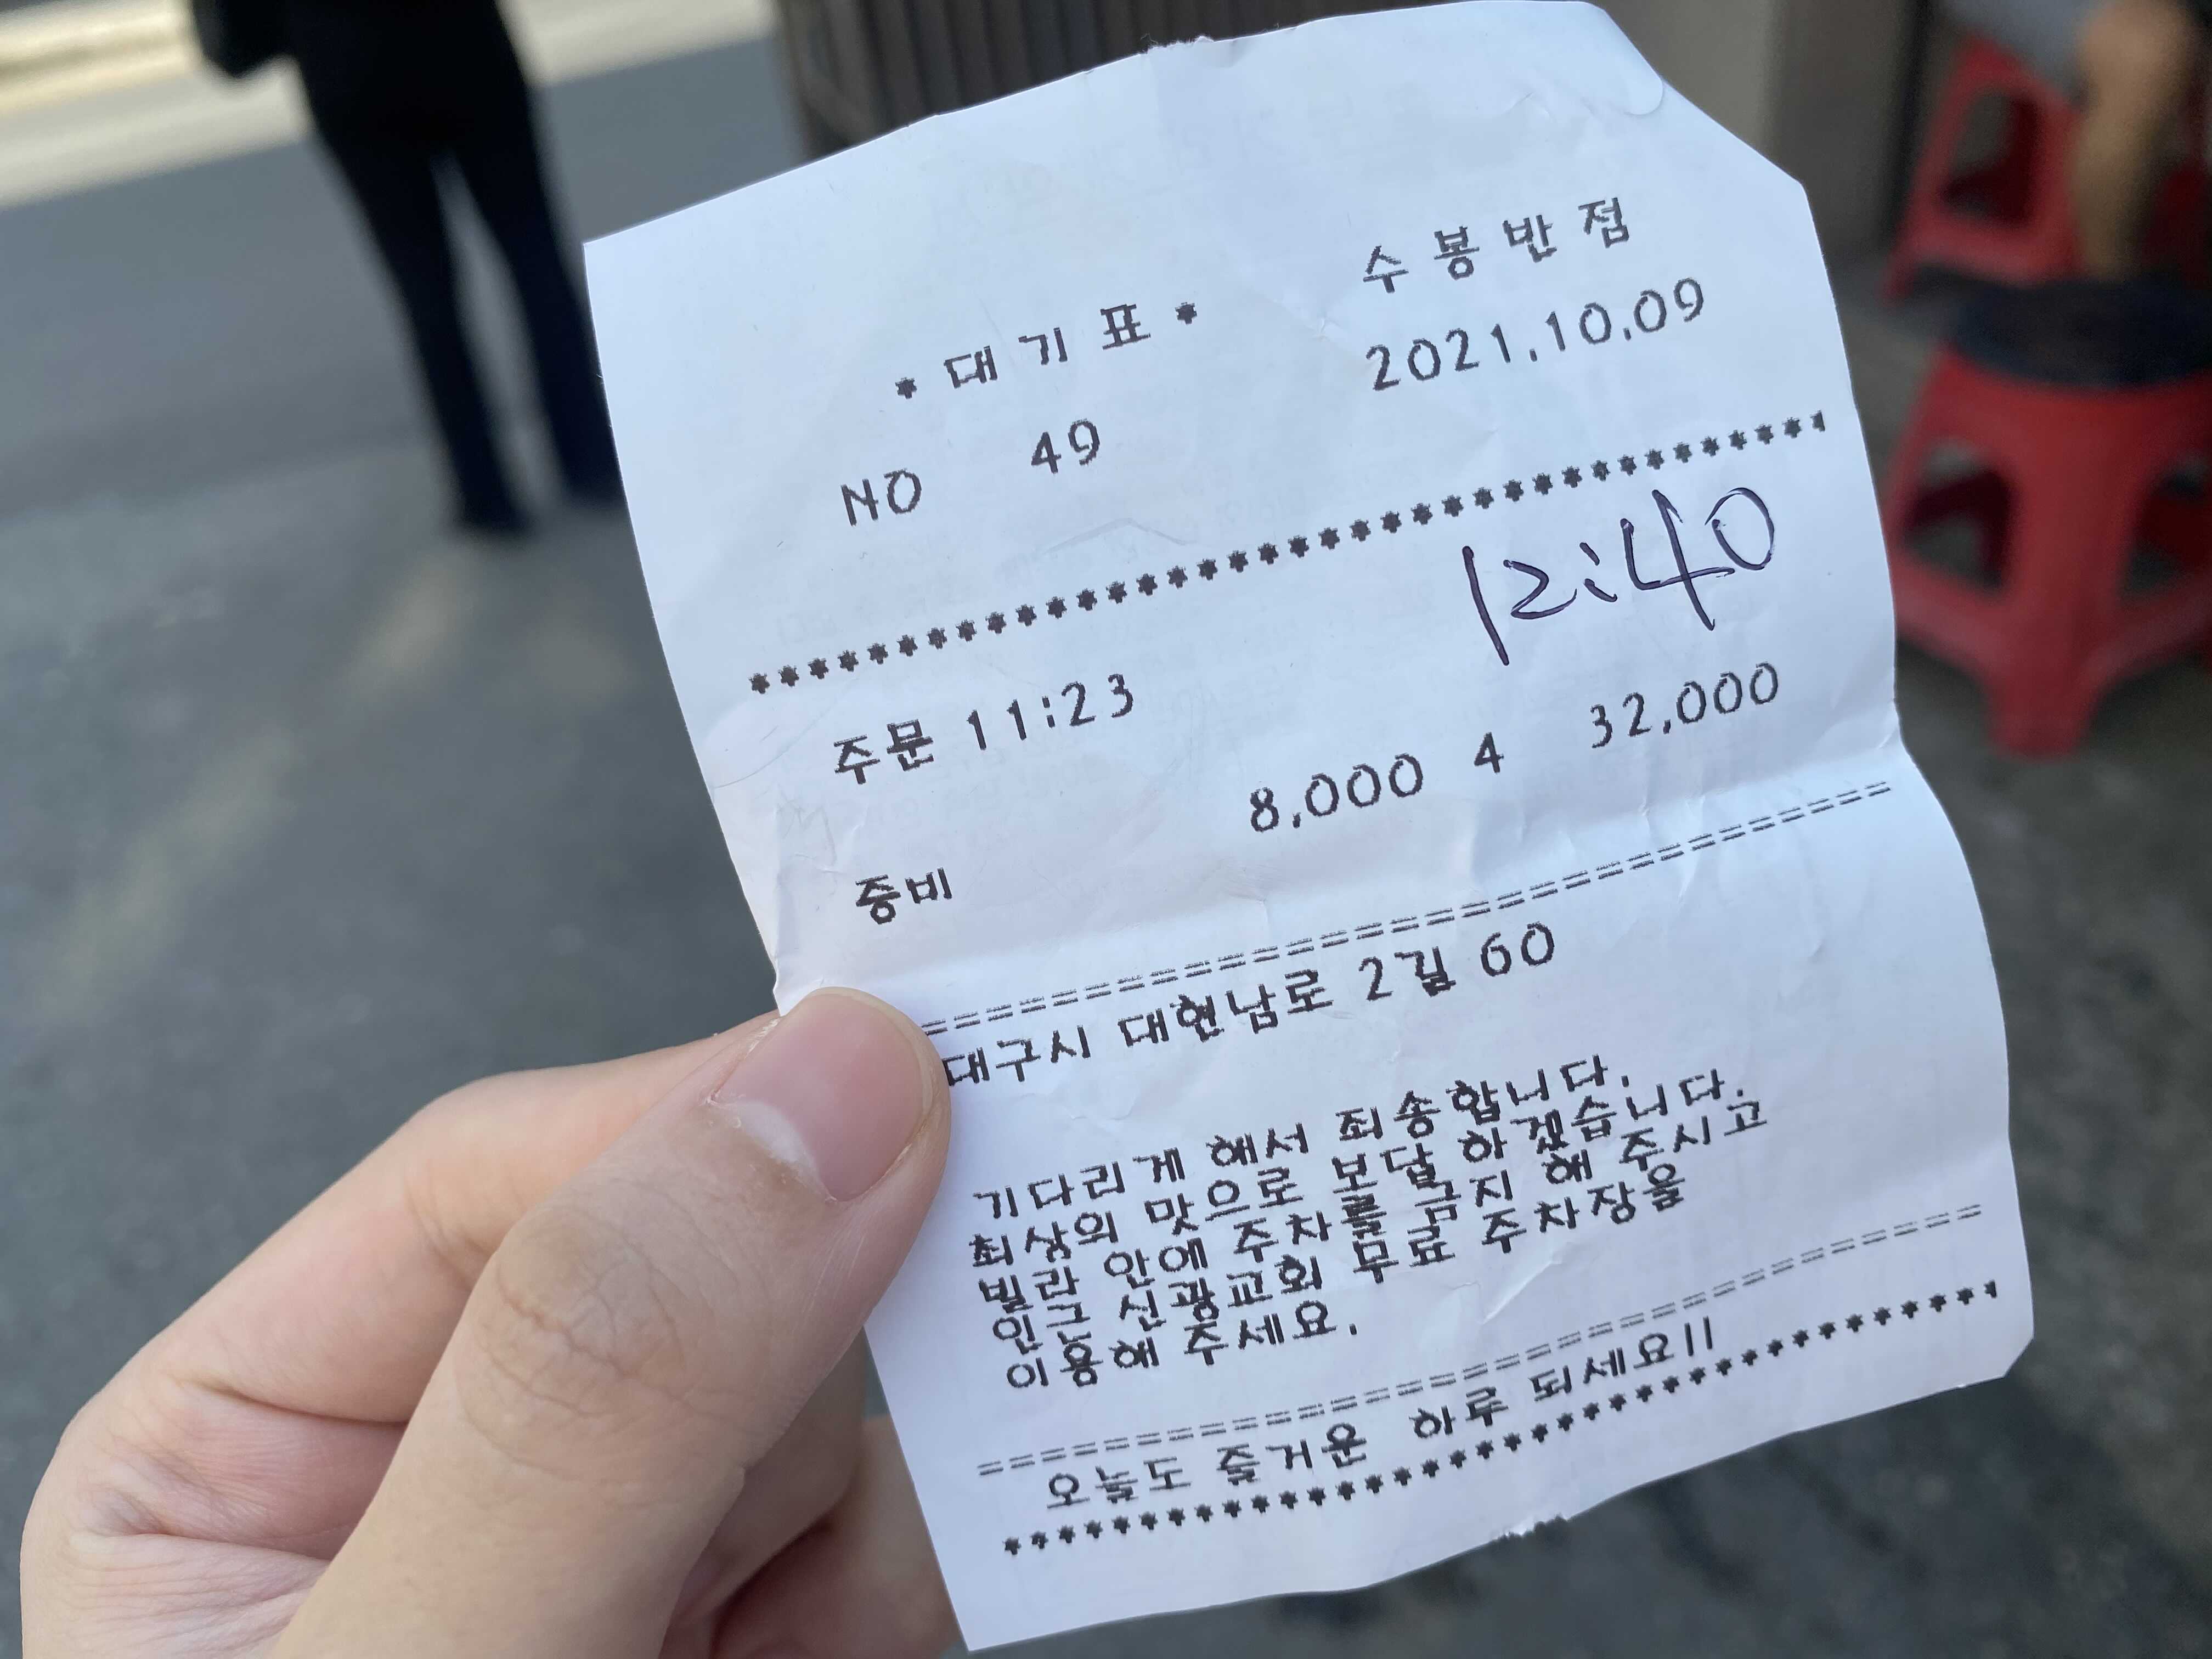 수봉반점
* 대기표 *
2021.10.09
NO 49
*************************************
12:40
주문 11:23
중비 8,000 4 32,000
===================================
대구시 대현남로 2길 60
기다리게 해서 죄송합니다.
최상의 맛으로 보답 하겠습니다.
빌라 안에 주차를 금지 해 주시고
인근 신광교회 무료 주차장을
이용해 주세요.
===================================
오늘도 즐거운 하루 되세요!!
*************************************